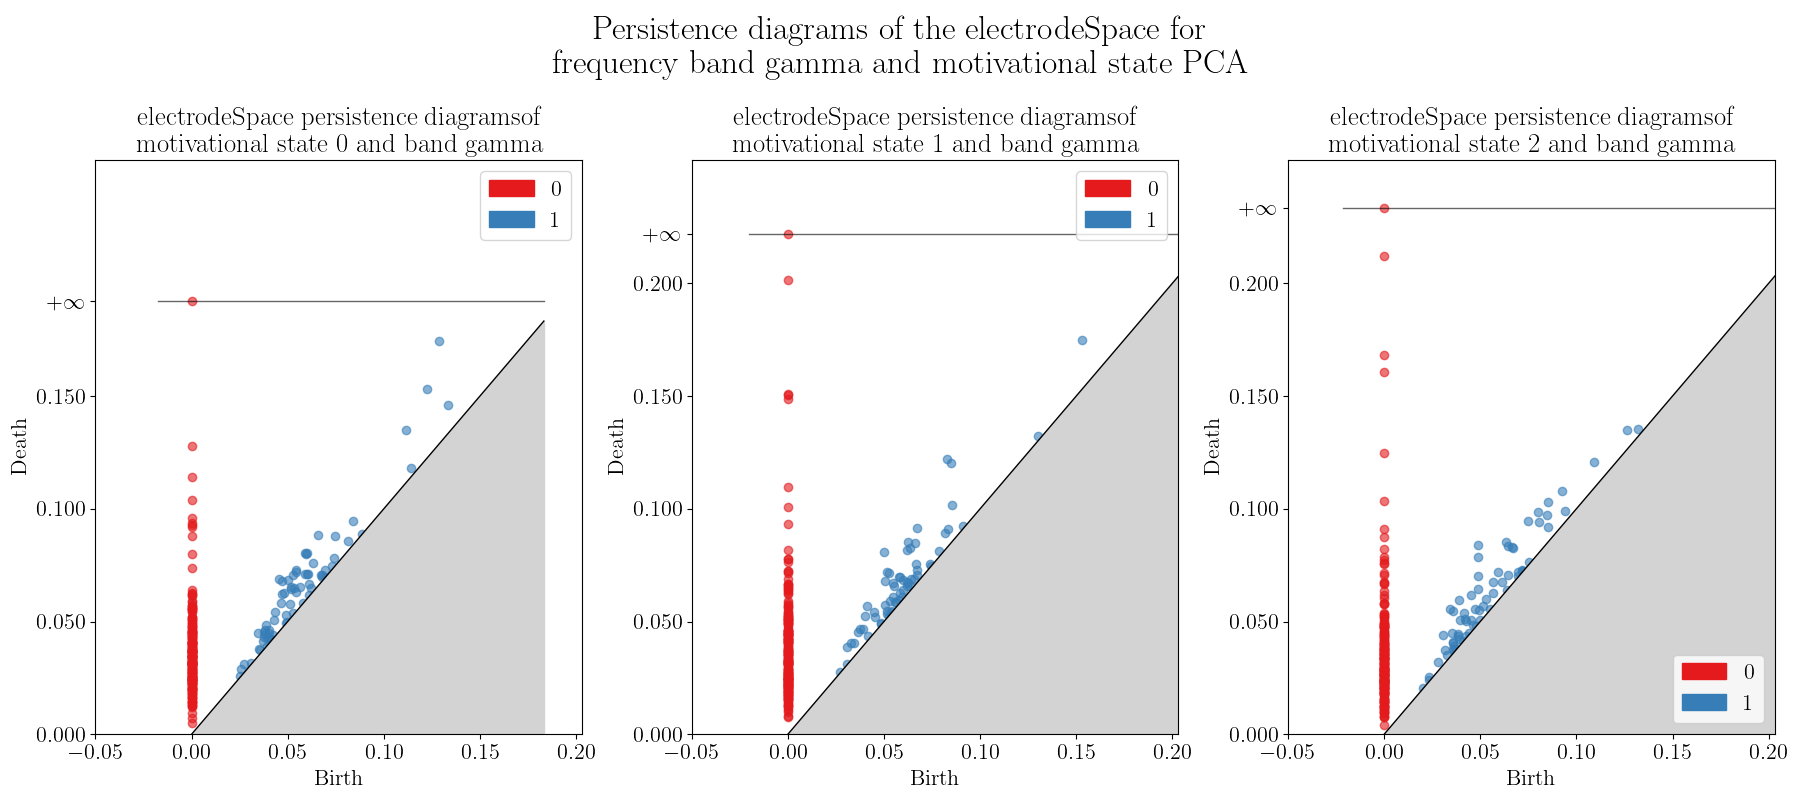 Persistence diagrams of the electrodeSpace for
frequency band gamma and motivational state PCA
electrodeSpace persistence diagramsof
motivational state 0 and band gamma
0
1
+∞
0.150
0.100
0.050
0.000
Death
−0.05 0.00 0.05 0.10 0.15 0.20
Birth
electrodeSpace persistence diagramsof
motivational state 1 and band gamma
0
1
+∞
0.200
0.150
0.100
0.050
0.000
Death
−0.05 0.00 0.05 0.10 0.15 0.20
Birth
electrodeSpace persistence diagramsof
motivational state 2 and band gamma
+∞
0.200
0.150
0.100
0.050
0.000
Death
0
1
−0.05 0.00 0.05 0.10 0.15 0.20
Birth